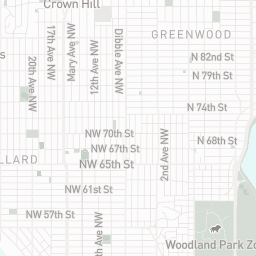 Crown Hill
GREENWOOD
N 82nd St
N 79th St
N 74th St
N 68th St
NW 70th St
NW 67th St
NW 65th St
NW 61st St
NW 57th St
20th Ave NW
17th Ave NW
Mary Ave NW
12th Ave NW
Dibble Ave NW
2nd Ave NW
LLARD
th Ave NW
Woodland Park Zo